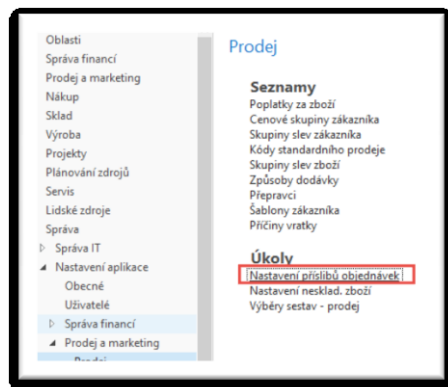 Oblasti
Správa financí
Prodej a marketing
Nákup
Sklad
Výroba
Projekty
Plánování zdrojů
Servis
Lidské zdroje
Správa
Správa IT
Nastavení aplikace
Obecné
Uživatelé
Správa financí
Prodej a marketing
Prodej
Prodej
Seznamy
Poplatky za zboží
Cenové skupiny zákazníka
Skupiny slev zákazníka
Kódy standardního prodeje
Skupiny slev zboží
Způsoby dodávky
Přepravci
Šablony zákazníka
Příčiny vratky
Úkoly
Nastavení příslibů objednávek
Nastavení nesklad. zboží
Výběry sestav - prodej